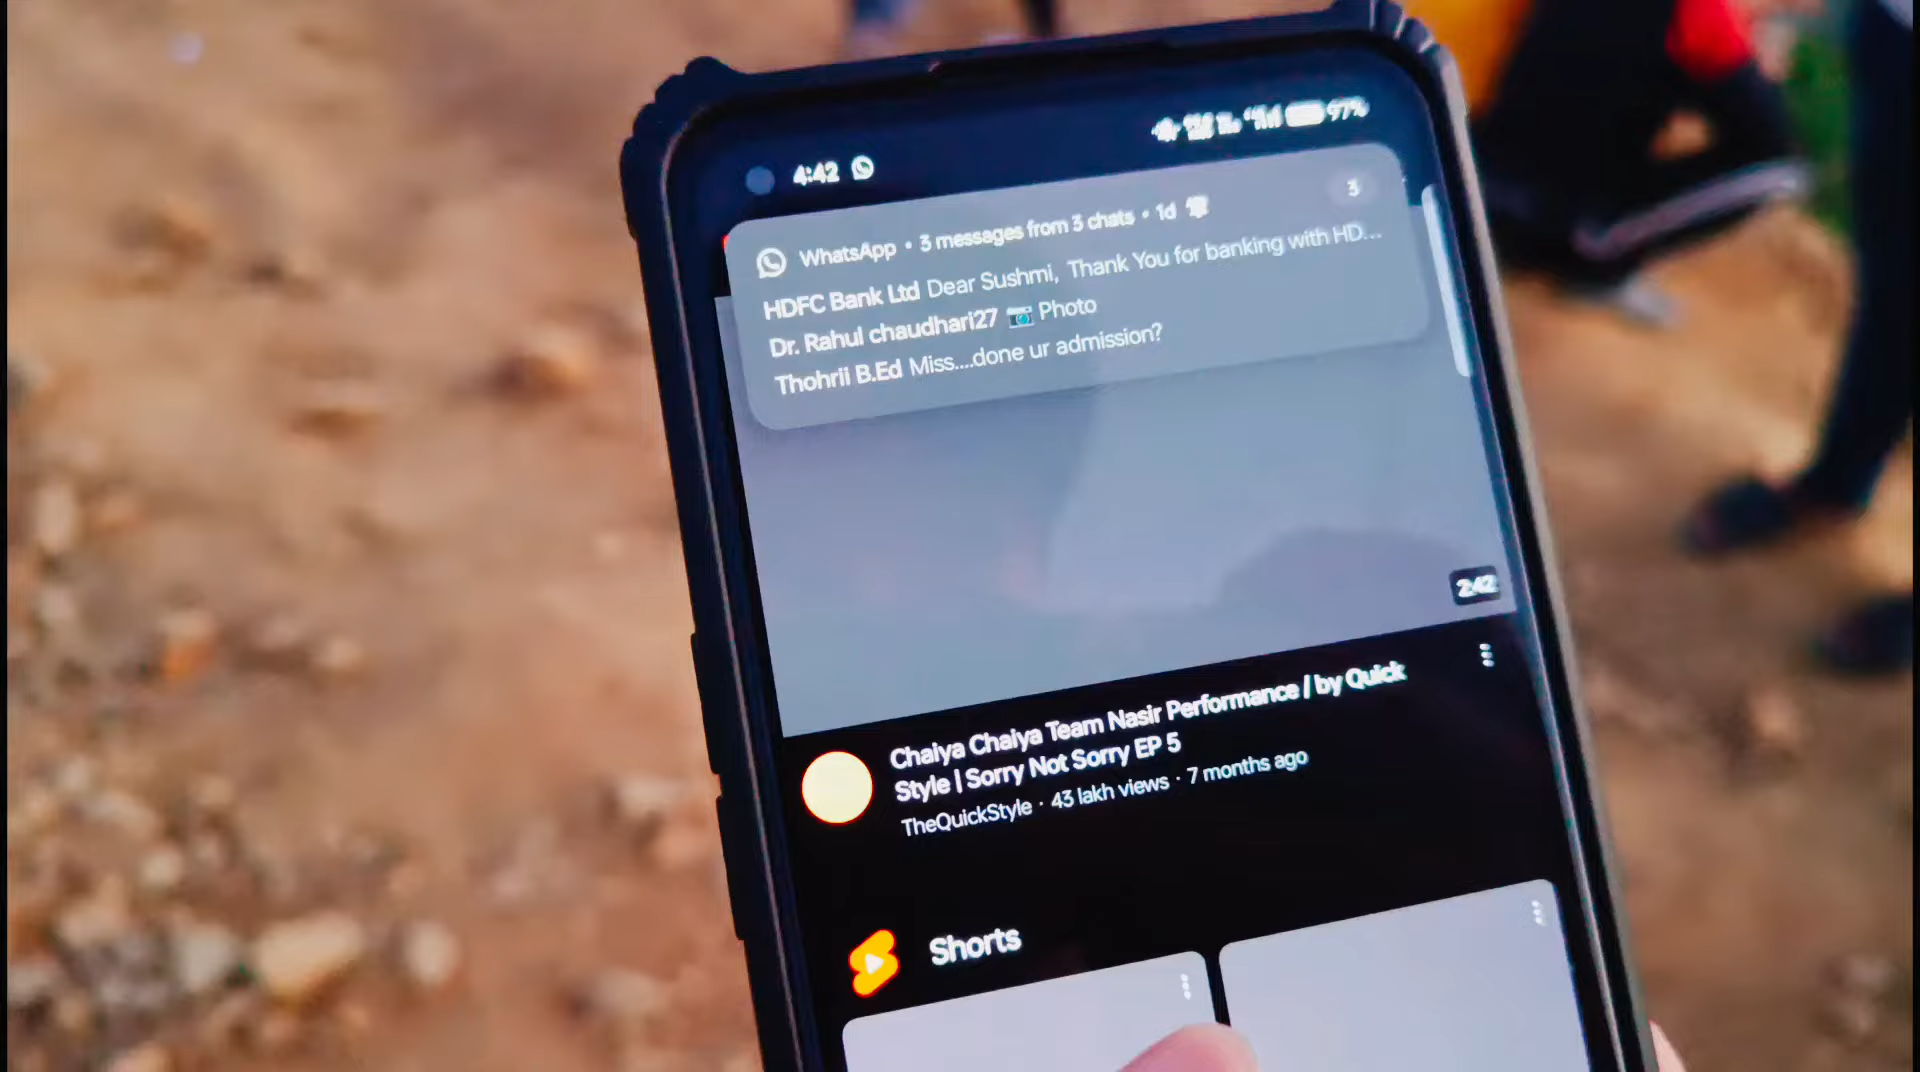 4:42
97%
WhatsApp • 3 messages from 3 chats • 1d
3
HDFC Bank Ltd Dear Sushmi, Thank You for banking with HD...
Dr. Rahul chaudhari27 📷 Photo
Thohrii B.Ed Miss....done ur admission?
2:42
Chaiya Chaiya Team Nasir Performance / by Quick
Style | Sorry Not Sorry EP 5
TheQuickStyle · 43 lakh views · 7 months ago
Shorts